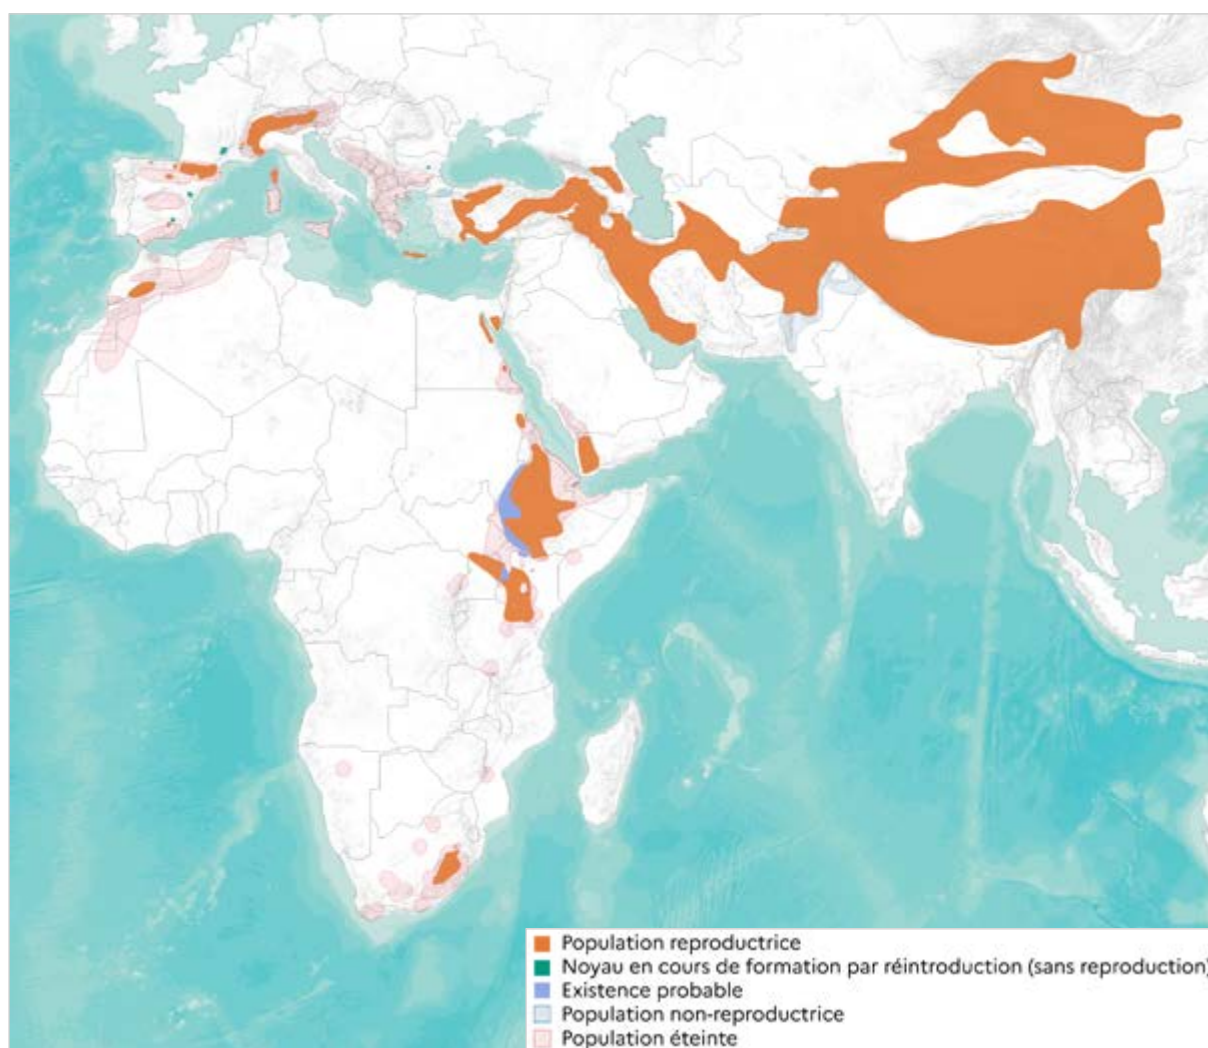 Population reproductrice
Noyau en cours de formation par réintroduction (sans reproduction)
Existence probable
Population non-reproductrice
Population éteinte